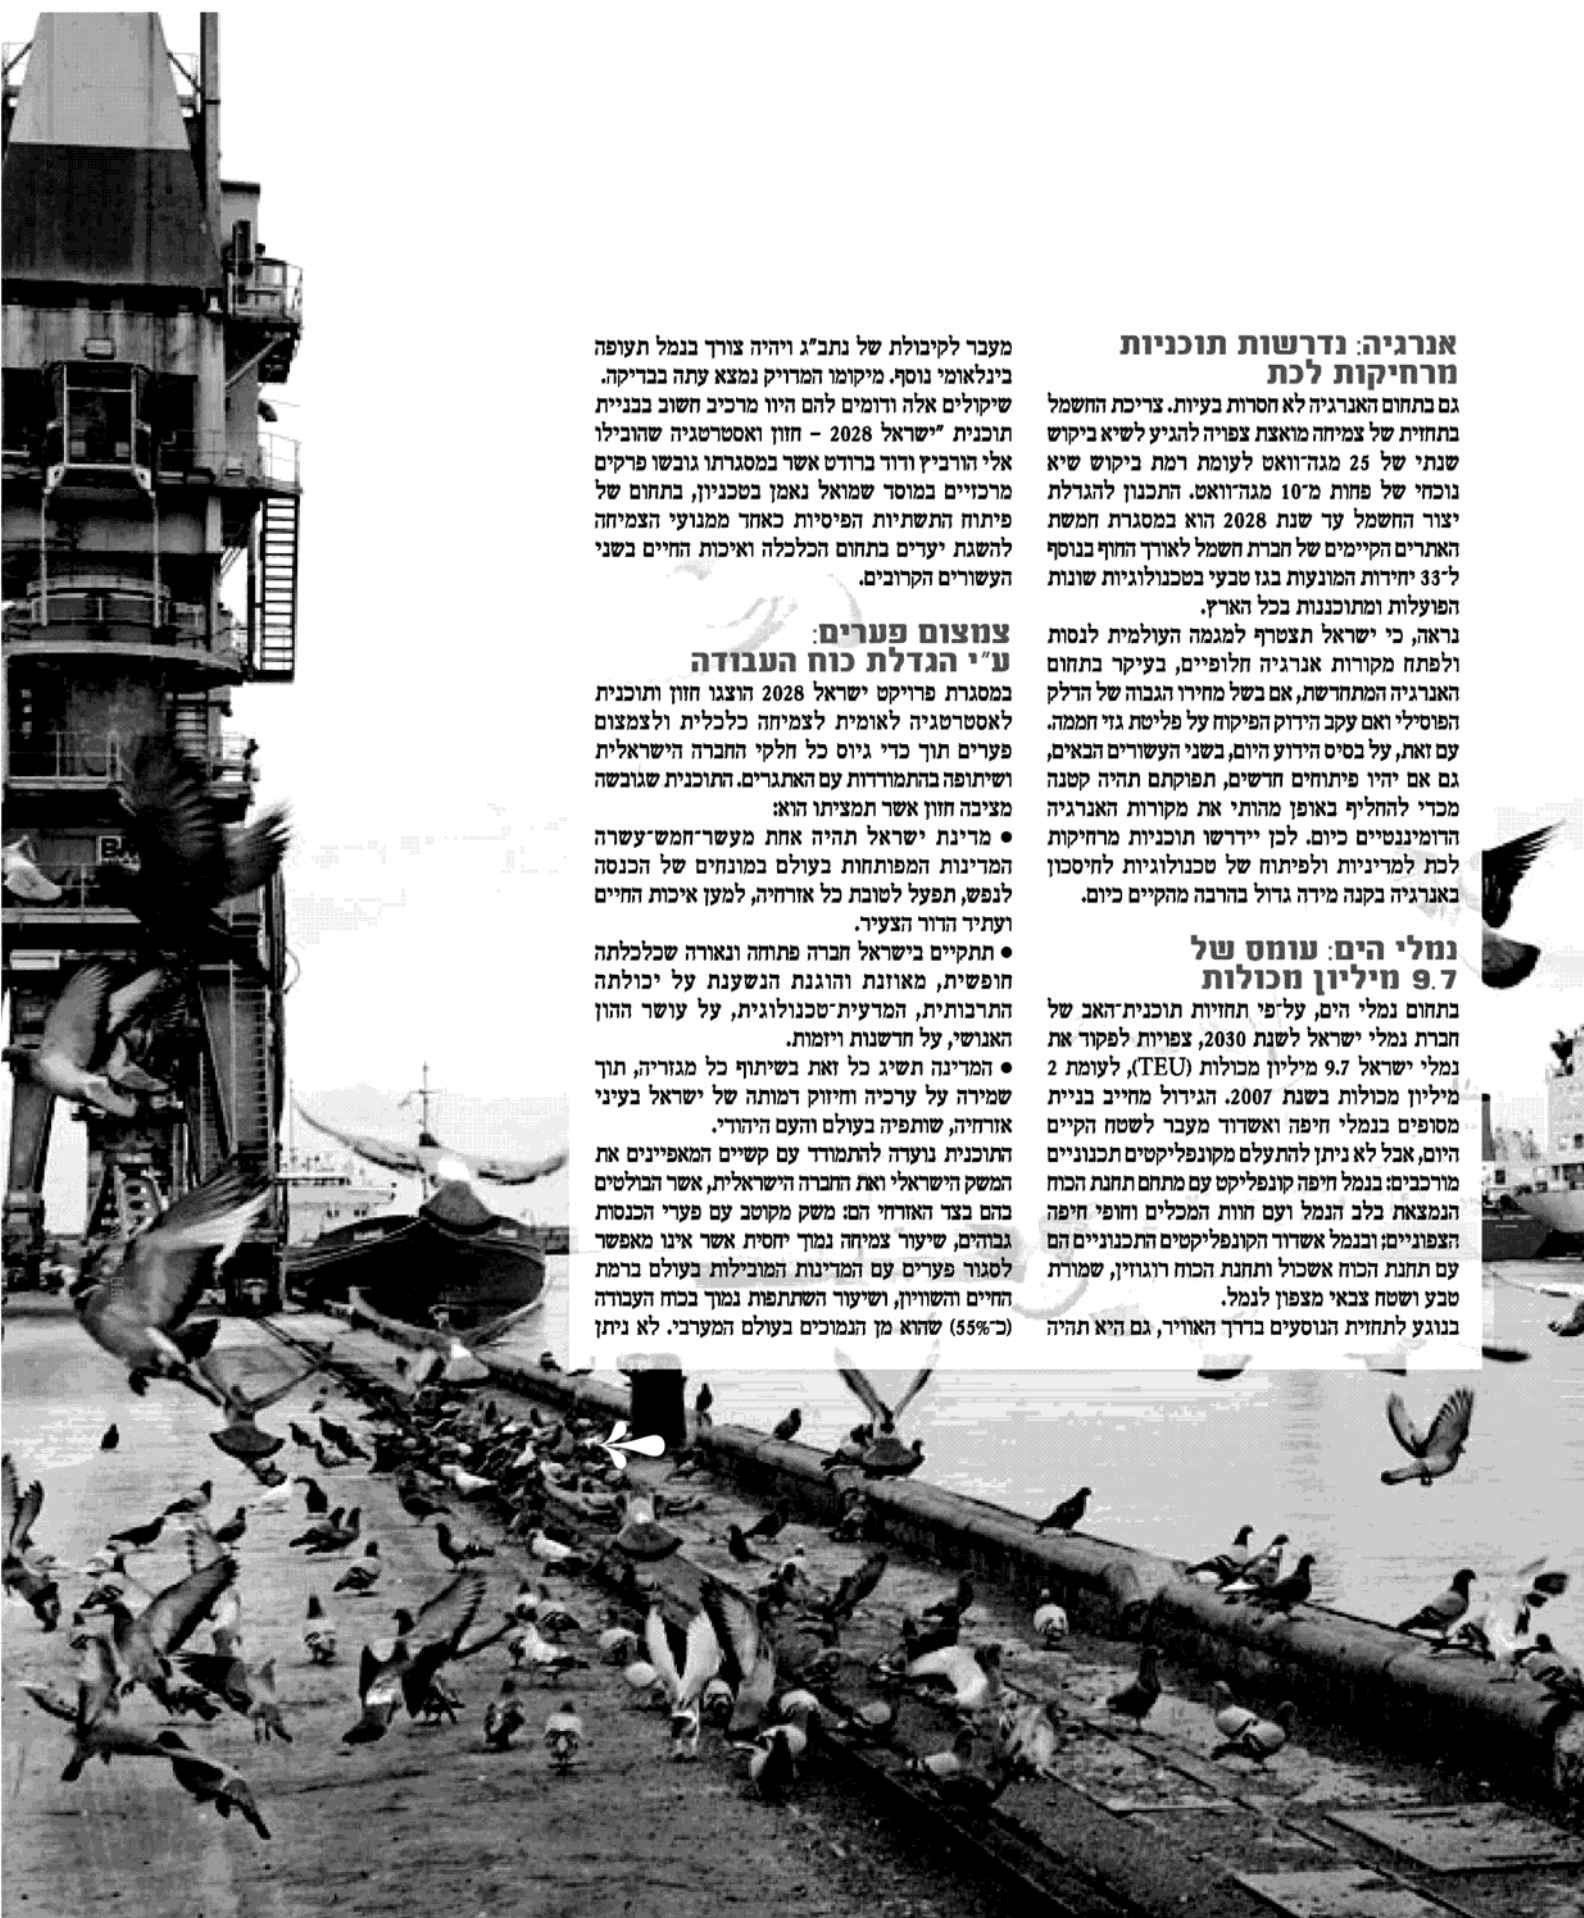 אנרגיה: נדרשות תוכניות
מרחיקות לכת
גם בתחום האנרגיה לא חסרות בעיות. צריכת החשמל
בתחזית של צמיחה מואצת צפויה להגיע לשיא ביקוש
שנתי של 25 מגה־וואט לעומת רמת ביקוש שיא
נוכחי של פחות מ־10 מגה־וואט. התכנון להגדלת
יצור החשמל עד שנת 2028 הוא במסגרת חמשת
האתרים הקיימים של חברת חשמל לאורך החוף בנוסף
ל־33 יחידות המונעות בגז טבעי בטכנולוגיות שונות
הפועלות ומתוכננות בכל הארץ.
נראה, כי ישראל תצטרף למגמה העולמית לנסות
ולפתח מקורות אנרגיה חלופיים, בעיקר בתחום
האנרגיה המתחדשת, אם בשל מחירו הגבוה של הדלק
הפוסילי ואם עקב הידוק הפיקוח על פליטת גזי חממה.
עם זאת, על בסיס הידוע היום, בשני העשורים הבאים,
גם אם יהיו פיתוחים חדשים, תפוקתם תהיה קטנה
מכדי להחליף באופן מהותי את מקורות האנרגיה
הדומיננטיים כיום. לכן יידרשו תוכניות מרחיקות
לכת למדיניות ולפיתוח של טכנולוגיות לחיסכון
באנרגיה בקנה מידה גדול בהרבה מהקיים כיום.
נמלי הים: עומס של
9.7 מיליון מכולות
בתחום נמלי הים, על־פי תחזיות תוכנית־האב של
חברת נמלי ישראל לשנת 2030, צפויות לפקוד את
נמלי ישראל 9.7 מיליון מכולות (TEU), לעומת 2
מיליון מכולות בשנת 2007. הגידול מחייב בניית
מסופים בנמלי חיפה ואשדוד מעבר לשטח הקיים
היום, אבל לא ניתן להתעלם מקונפליקטים תכנוניים
מורכבים: בנמל חיפה קונפליקט עם מתחם תחנת הכוח
הנמצאת בלב הנמל ועם חוות המכלים וחופי חיפה
הצפוניים; ובנמל אשדוד הקונפליקטים התכנוניים הם
עם תחנת הכוח אשכול ותחנת הכוח רוגוזין, שמורת
טבע ושטח צבאי מצפון לנמל.
בנוגע לתחזית הנוסעים בדרך האוויר, גם היא תהיה
מעבר לקיבולת של נתב"ג ויהיה צורך בנמל תעופה
בינלאומי נוסף. מיקומו המדויק נמצא עתה בבדיקה.
שיקולים אלה ודומים להם היוו מרכיב חשוב בבניית
תוכנית "ישראל 2028 – חזון ואסטרטגיה שהובילו
אלי הורביץ ודוד ברודט אשר במסגרתו גובשו פרקים
מרכזיים במוסד שמואל נאמן בטכניון, בתחום של
פיתוח התשתיות הפיסיות כאחד ממנועי הצמיחה
להשגת יעדים בתחום הכלכלה ואיכות החיים בשני
העשורים הקרובים.
צמצום פערים:
ע"י הגדלת כוח העבודה
במסגרת פרויקט ישראל 2028 הוצגו חזון ותוכנית
לאסטרטגיה לאומית לצמיחה כלכלית ולצמצום
פערים תוך כדי גיוס כל חלקי החברה הישראלית
ושיתופה בהתמודדות עם האתגרים. התוכנית שגובשה
מציבה חזון אשר תמציתו הוא:
● מדינת ישראל תהיה אחת מעשר־חמש־עשרה
המדינות המפותחות בעולם במונחים של הכנסה
לנפש, תפעל לטובת כל אזרחיה, למען איכות החיים
ועתיד הדור הצעיר.
● תתקיים בישראל חברה פתוחה ונאורה שכלכלתה
חופשית, מאוזנת והוגנת הנשענת על יכולתה
התרבותית, המדעית־טכנולוגית, על עושר ההון
האנושי, על חדשנות ויזמות.
● המדינה תשיג כל זאת בשיתוף כל מגזריה, תוך
שמירה על ערכיה וחיזוק דמותה של ישראל בעיני
אזרחיה, שותפיה בעולם והעם היהודי.
התוכנית נועדה להתמודד עם קשיים המאפיינים את
המשק הישראלי ואת החברה הישראלית, אשר הבולטים
בהם בצד האזרחי הם: משק מקוטב עם פערי הכנסות
גבוהים, שיעור צמיחה נמוך יחסית אשר אינו מאפשר
לסגור פערים עם המדינות המובילות בעולם ברמת
החיים והשוויון, ושיעור השתתפות נמוך בכוח העבודה
(כ־55%) שהוא מן הנמוכים בעולם המערבי. לא ניתן